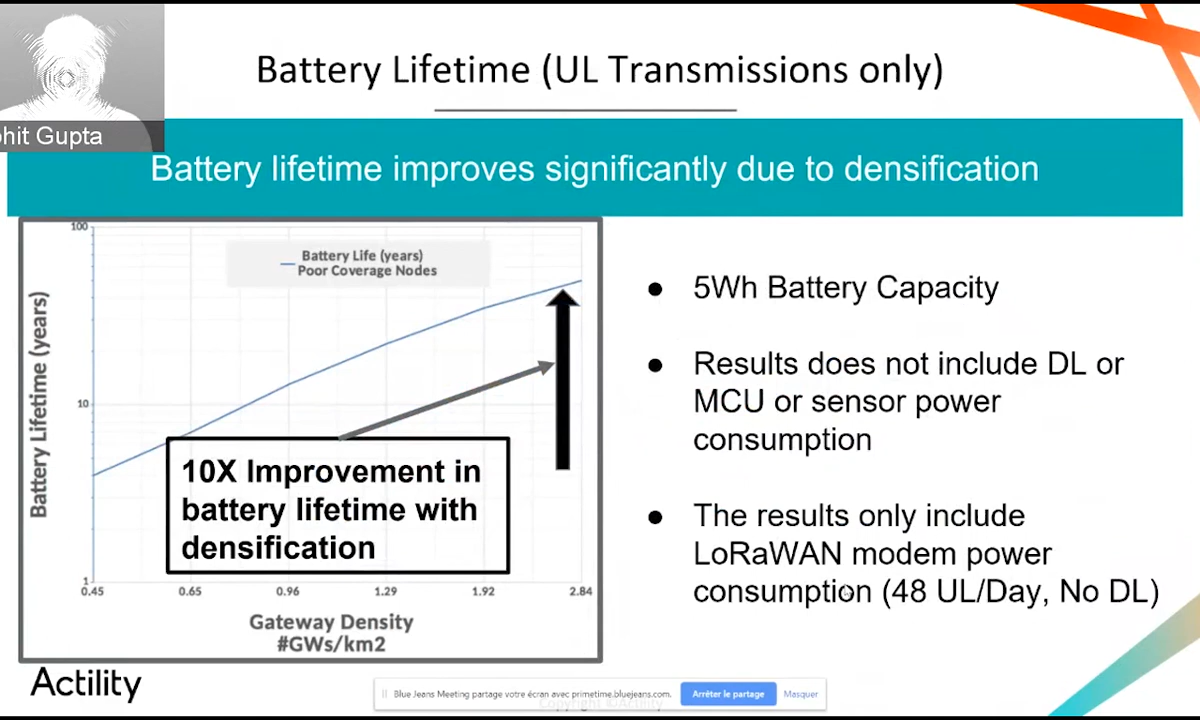 Battery Lifetime (UL Transmissions only)
ohit Gupta
Battery lifetime improves significantly due to densification
100
10
1
Battery Lifetime (years)
Battery Life (years)
Poor Coverage Nodes
10X Improvement in
battery lifetime with
densification
0.45 0.65 0.96 1.29 1.92 2.84
Gateway Density
#GWs/km2
• 5Wh Battery Capacity
• Results does not include DL or
MCU or sensor power
consumption
• The results only include
LoRaWAN modem power
consumption (48 UL/Day, No DL)
Actility
Blue Jeans Meeting partage votre écran avec primetime.bluejeans.com. Arrêter le partage Masquer
Copyright © Actility